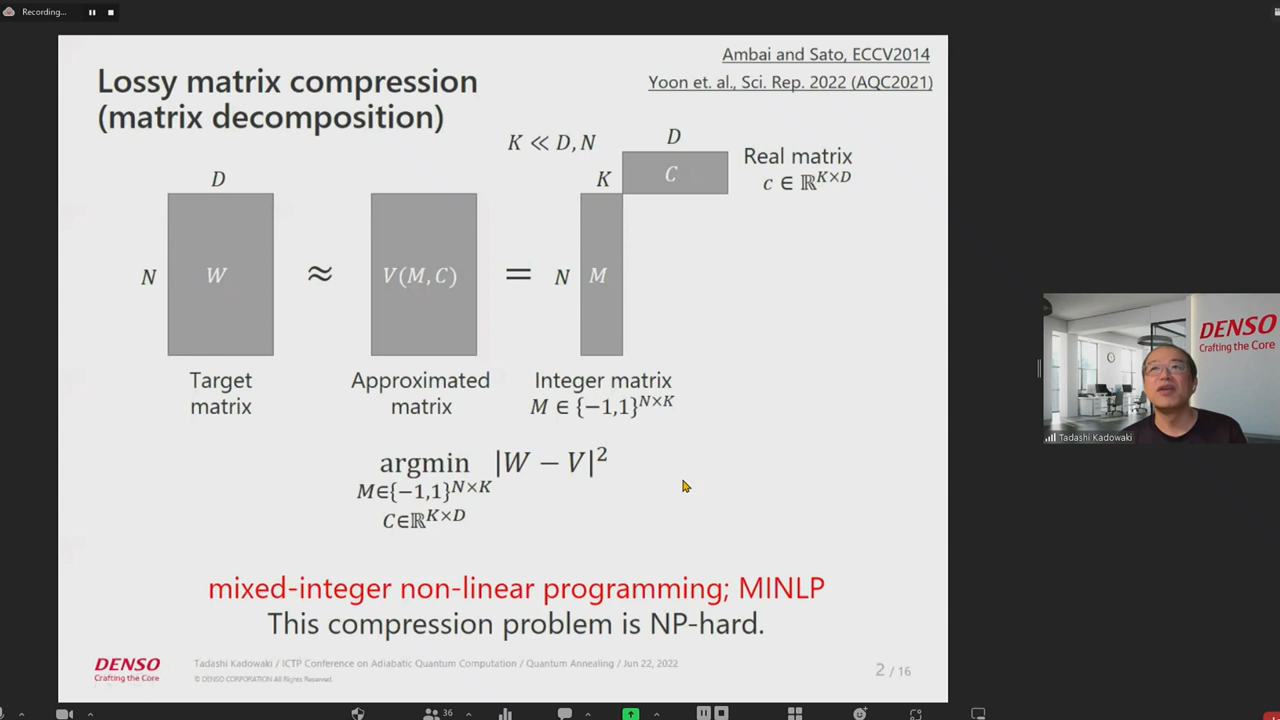 Recording...
Ambai and Sato, ECCV2014
Yoon et. al., Sci. Rep. 2022 (AQC2021)
Lossy matrix compression
(matrix decomposition)
K ≪ D, N
D
D
K
C
Real matrix
c ∈ ℝ^{K×D}
N
W
≈
V(M, C)
=
N
M
Target
matrix
Approximated
matrix
Integer matrix
M ∈ {−1,1}^{N×K}
argmin |W − V|²
M∈{−1,1}^{N×K}
C∈ℝ^{K×D}
mixed-integer non-linear programming; MINLP
This compression problem is NP-hard.
DENSO
Crafting the Core
Tadashi Kadowaki / ICTP Conference on Adiabatic Quantum Computation / Quantum Annealing / Jun 22, 2022
© DENSO CORPORATION All Rights Reserved.
2 / 16
DENSO
Crafting the Core
Tadashi Kadowaki
36